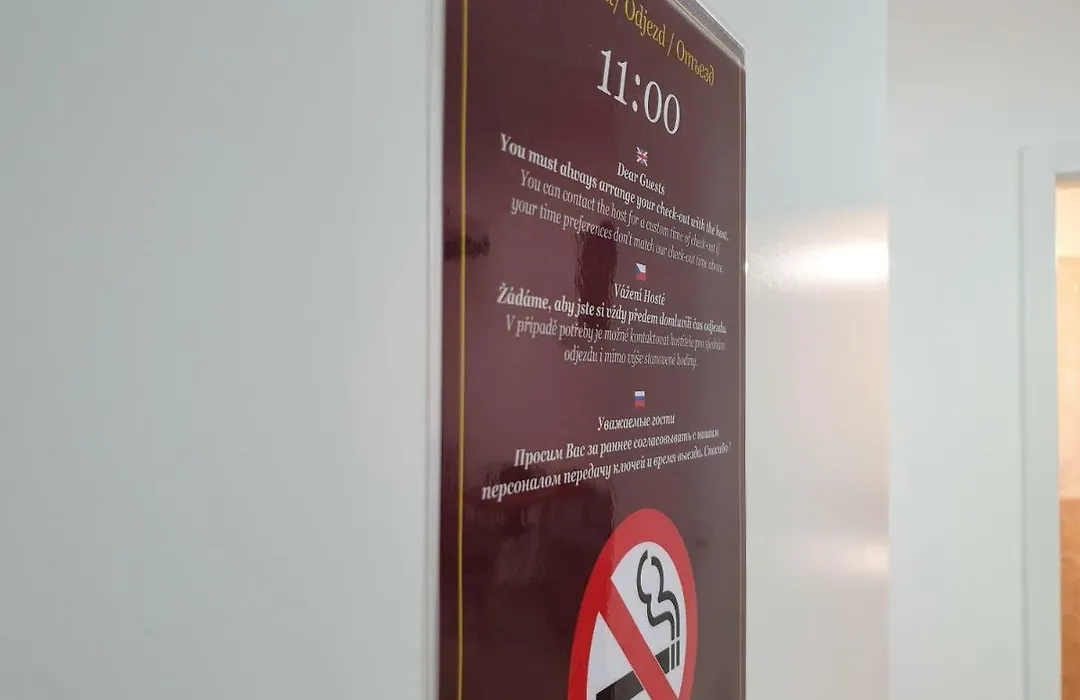 / Odjezd / Отъезд
11:00
Dear Guests
You must always arrange your check-out with the host.
You can contact the host for a custom time of check-out if
your time preferences don't match our check-out time above.
Vážení Hosté
Žádáme, aby jste si vždy předem domluvili čas odjezdu.
V případě potřeby je možné kontaktovat hostitele pro sjednání
odjezdu i mimo výše stanovené hodiny.
Уважаемые гости
Просим Вас за раннее согласовывать с нашим
персоналом передачу ключей и время выезда. Спасибо!